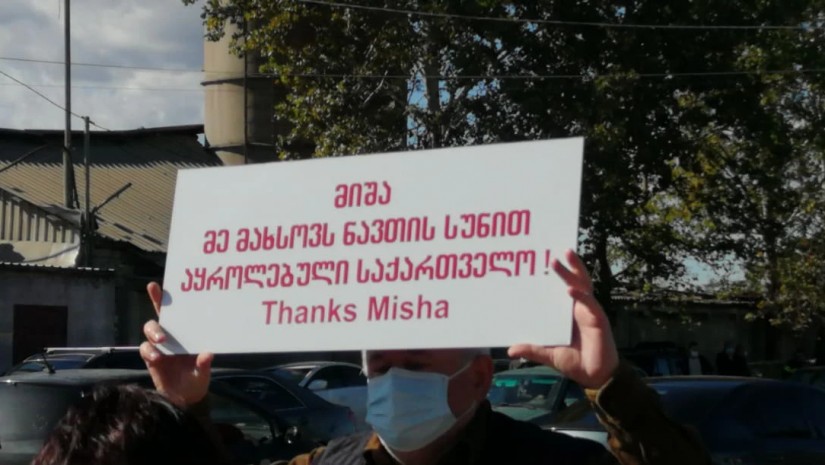 მიშა
მე მახსოვს ნავთის სუნით
აყროლებული საქართველო !
Thanks Misha